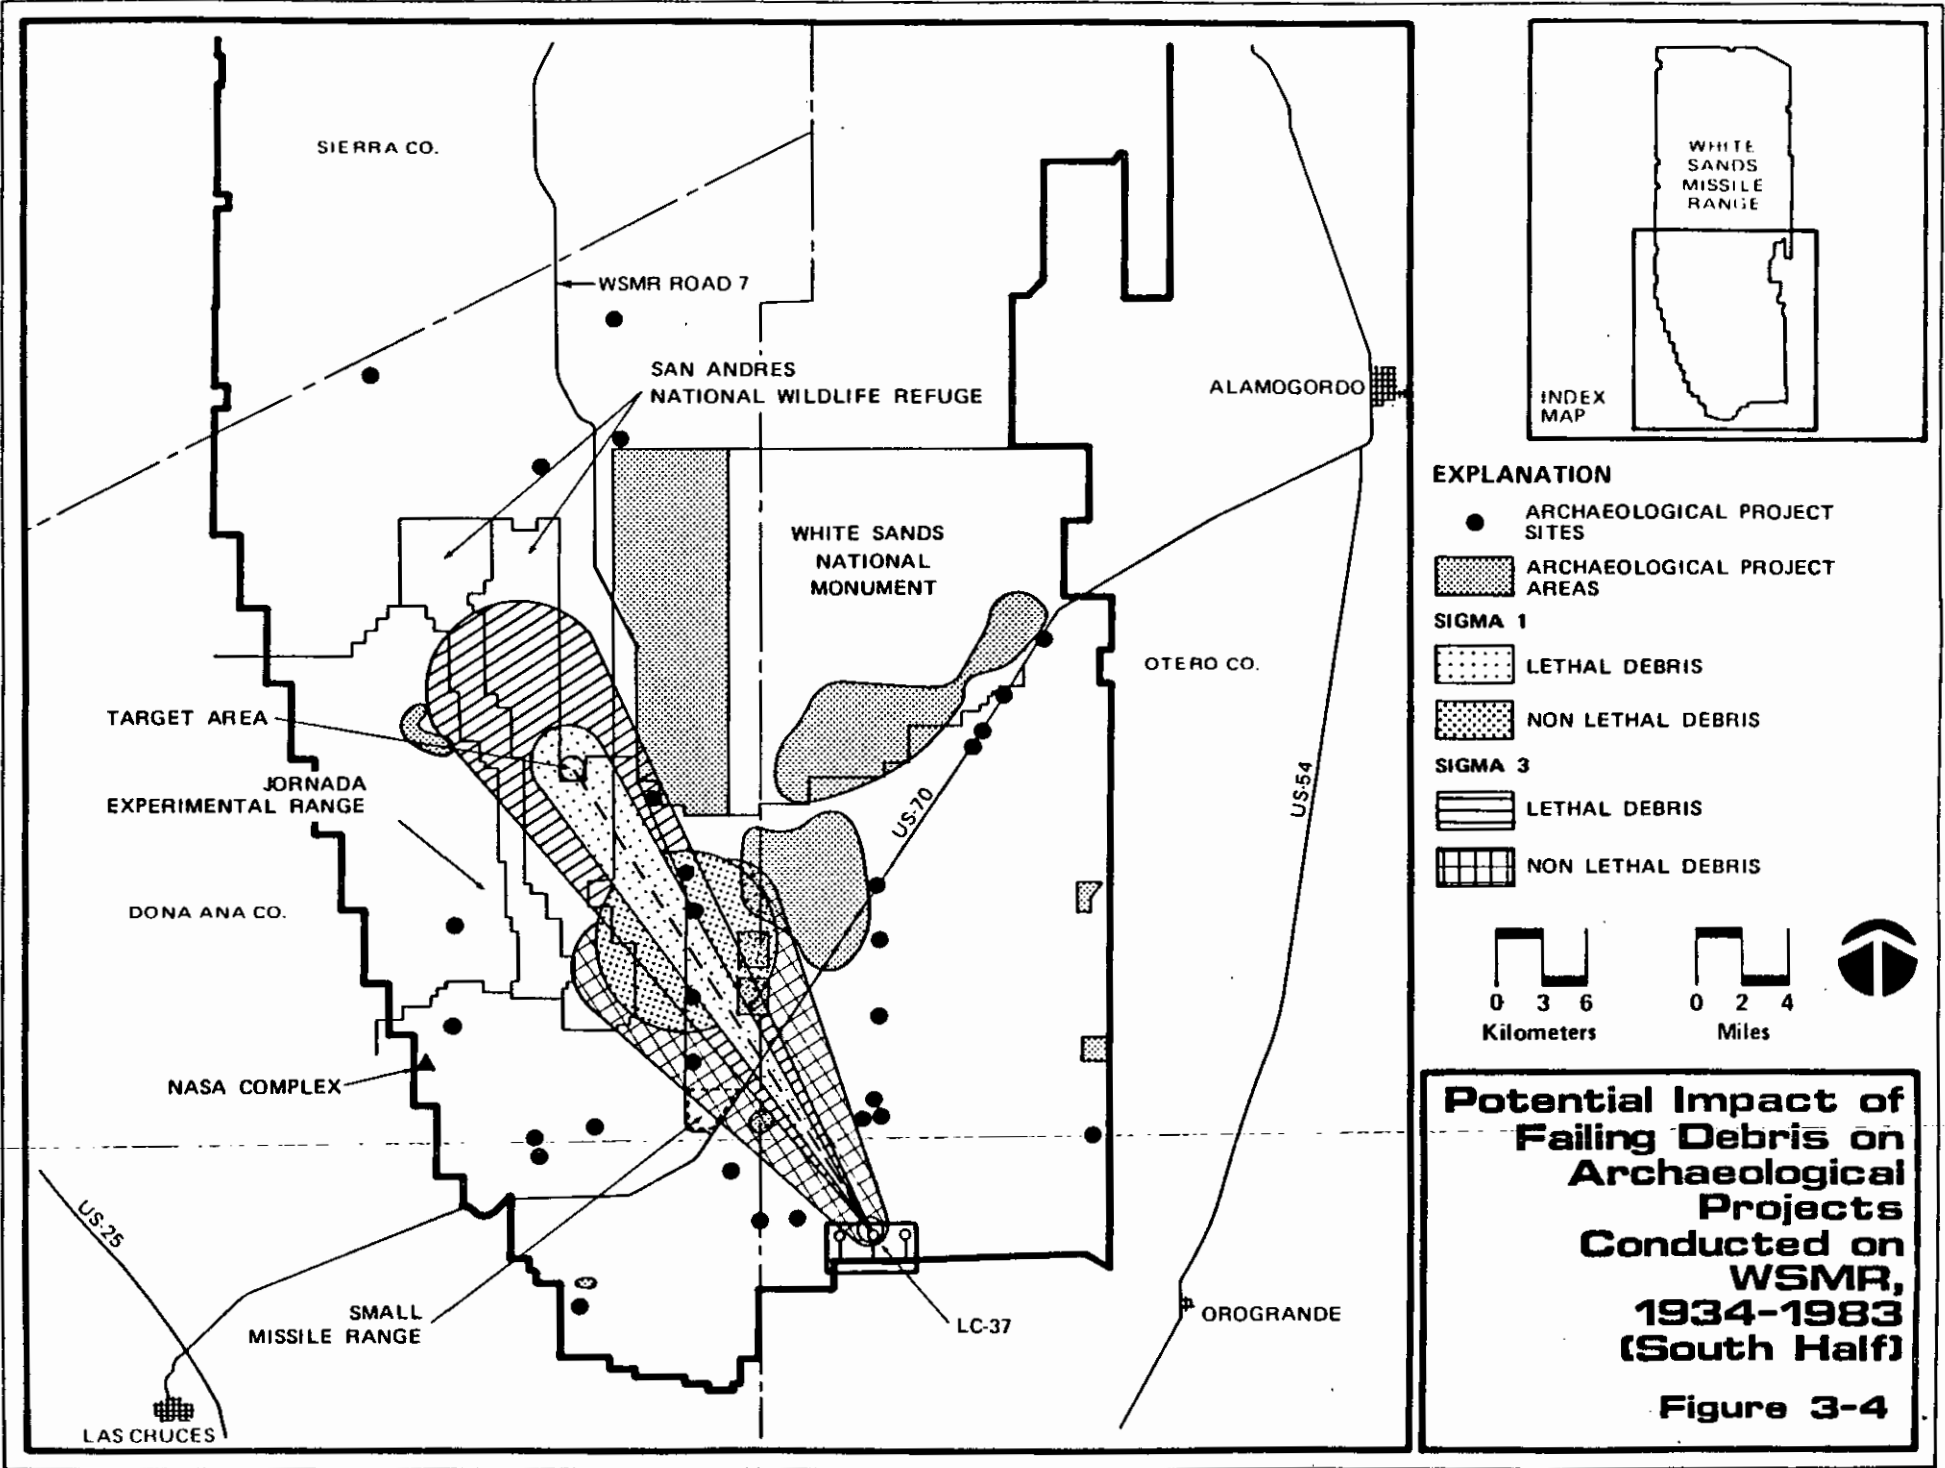 SIERRA CO.
WSMR ROAD 7
SAN ANDRES
NATIONAL WILDLIFE REFUGE
ALAMOGORDO
WHITE SANDS
NATIONAL
MONUMENT
OTERO CO.
TARGET AREA
JORNADA
EXPERIMENTAL RANGE
US-70
US-54
DONA ANA CO.
NASA COMPLEX
US-25
SMALL
MISSILE RANGE
LC-37
OROGRANDE
LAS CRUCES
WHITE
SANDS
MISSILE
RANGE
INDEX
MAP
EXPLANATION
ARCHAEOLOGICAL PROJECT
SITES
ARCHAEOLOGICAL PROJECT
AREAS
SIGMA 1
LETHAL DEBRIS
NON LETHAL DEBRIS
SIGMA 3
LETHAL DEBRIS
NON LETHAL DEBRIS
0 3 6
Kilometers
0 2 4
Miles
Potential Impact of
Failing Debris on
Archaeological
Projects
Conducted on
WSMR,
1934-1983
(South Half)
Figure 3-4